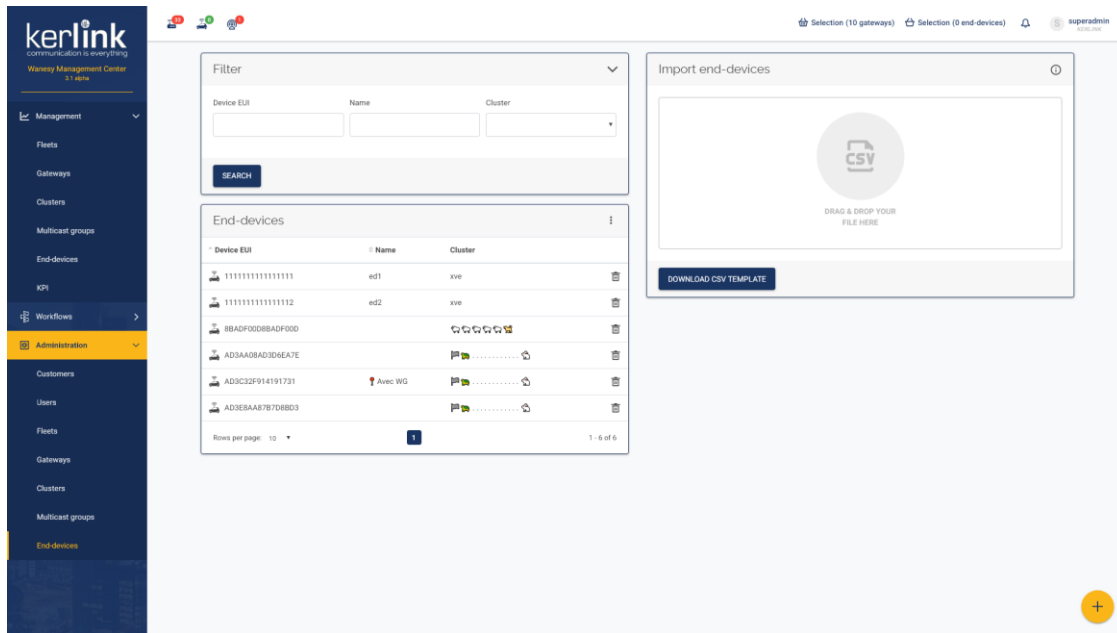 kerlink
communication is everything
Wanesy Management Center
3.1 alpha
Management
Fleets
Gateways
Clusters
Multicast groups
End-devices
KPI
Workflows
Administration
Customers
Users
Fleets
Gateways
Clusters
Multicast groups
End-devices
Selection (10 gateways) Selection (0 end-devices) S superadmin
KERLINK
Filter
Device EUI Name Cluster
SEARCH
End-devices
Device EUI Name Cluster
1111111111111111 ed1 xve
1111111111111112 ed2 xve
8BADF00D8BADF00D
AD3AA08AD3D6EA7E
AD3C32F914191731 Avec WG
AD3E8AA87B7D8BD3
Rows per page: 10 1 1 - 6 of 6
Import end-devices
CSV
DRAG & DROP YOUR
FILE HERE
DOWNLOAD CSV TEMPLATE